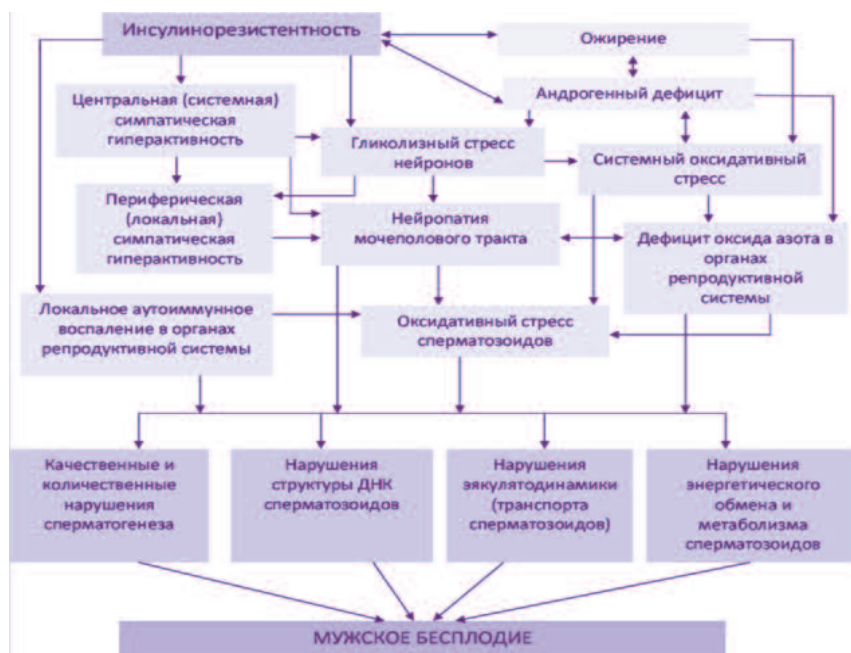 Инсулинорезистентность
Ожирение
Андрогенный дефицит
Центральная (системная)
симпатическая
гиперактивность
Гликолизный стресс
нейронов
Системный оксидативный
стресс
Периферическая
(локальная)
симпатическая
гиперактивность
Нейропатия
мочеполового тракта
Дефицит оксида азота в
органах
репродуктивной
системы
Локальное аутоиммунное
воспаление в органах
репродуктивной системы
Оксидативный стресс
сперматозоидов
Качественные и
количественные
нарушения
сперматогенеза
Нарушения
структуры ДНК
сперматозоидов
Нарушения
эякулятодинамики
(транспорта
сперматозоидов)
Нарушения
энергетического
обмена и
метаболизма
сперматозоидов
МУЖСКОЕ БЕСПЛОДИЕ